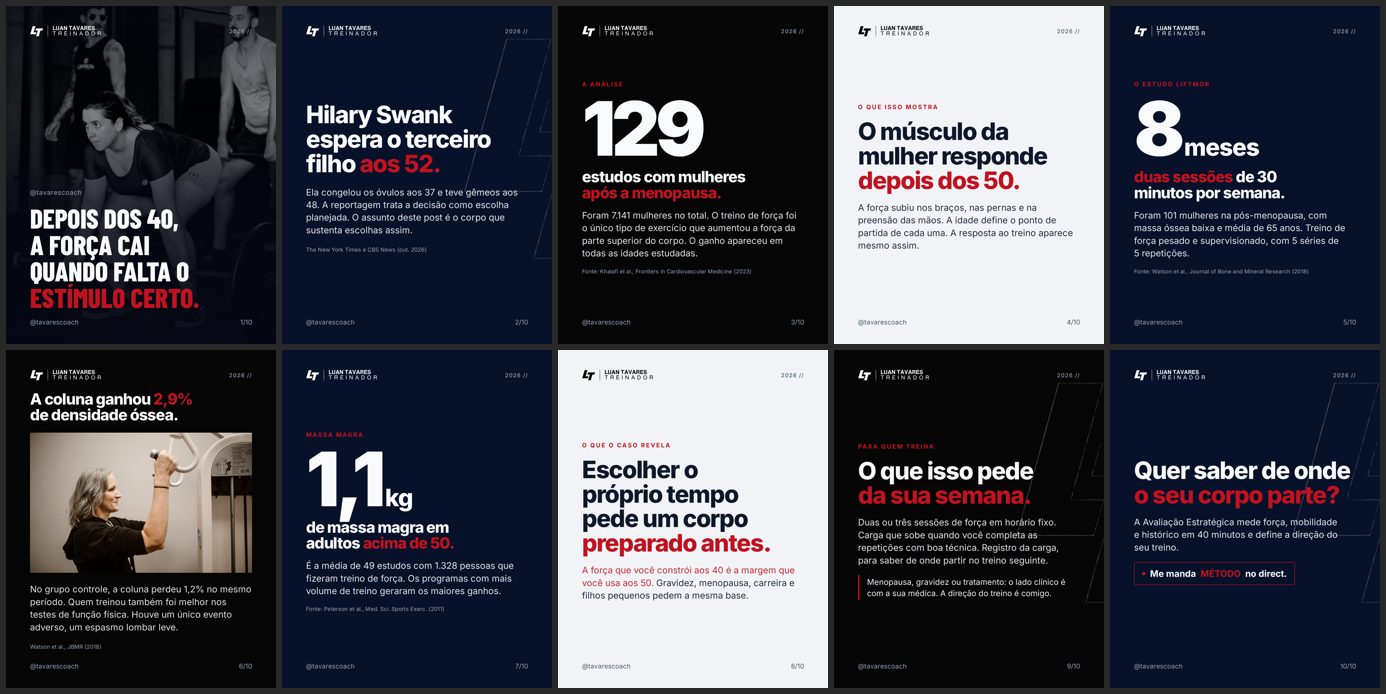 LT LUAN TAVARES
TREINADOR
2026 //
@tavarescoach
DEPOIS DOS 40,
A FORÇA CAI
QUANDO FALTA O
ESTÍMULO CERTO.
@tavarescoach
1/10
LT LUAN TAVARES
TREINADOR
2026 //
Hilary Swank
espera o terceiro
filho aos 52.
Ela congelou os óvulos aos 37 e teve gêmeos aos
48. A reportagem trata a decisão como escolha
planejada. O assunto deste post é o corpo que
sustenta escolhas assim.
The New York Times e CBS News (out. 2026)
@tavarescoach
2/10
LT LUAN TAVARES
TREINADOR
2026 //
A ANÁLISE
129
estudos com mulheres
após a menopausa.
Foram 7.141 mulheres no total. O treino de força foi
o único tipo de exercício que aumentou a força da
parte superior do corpo. O ganho apareceu em
todas as idades estudadas.
Fonte: Khalafi et al., Frontiers in Cardiovascular Medicine (2023)
@tavarescoach
3/10
LT LUAN TAVARES
TREINADOR
2026 //
O QUE ISSO MOSTRA
O músculo da
mulher responde
depois dos 50.
A força subiu nos braços, nas pernas e na
preensão das mãos. A idade define o ponto de
partida de cada uma. A resposta ao treino aparece
mesmo assim.
@tavarescoach
4/10
LT LUAN TAVARES
TREINADOR
2026 //
O ESTUDO LIFTMOR
8 meses
duas sessões de 30
minutos por semana.
Foram 101 mulheres na pós-menopausa, com
massa óssea baixa e média de 65 anos. Treino de
força pesado e supervisionado, com 5 séries de
5 repetições.
Fonte: Watson et al., Journal of Bone and Mineral Research (2018)
@tavarescoach
5/10
LT LUAN TAVARES
TREINADOR
2026 //
A coluna ganhou 2,9%
de densidade óssea.
No grupo controle, a coluna perdeu 1,2% no mesmo
período. Quem treinou também foi melhor nos
testes de função física. Houve um único evento
adverso, um espasmo lombar leve.
Watson et al., JBMR (2018)
@tavarescoach
6/10
LT LUAN TAVARES
TREINADOR
2026 //
MASSA MAGRA
1,1kg
de massa magra em
adultos acima de 50.
É a média de 49 estudos com 1.328 pessoas que
fizeram treino de força. Os programas com mais
volume de treino geraram os maiores ganhos.
Fonte: Peterson et al., Med. Sci. Sports Exerc. (2011)
@tavarescoach
7/10
LT LUAN TAVARES
TREINADOR
2026 //
O QUE O CASO REVELA
Escolher o
próprio tempo
pede um corpo
preparado antes.
A força que você constrói aos 40 é a margem que
você usa aos 50. Gravidez, menopausa, carreira e
filhos pequenos pedem a mesma base.
@tavarescoach
8/10
LT LUAN TAVARES
TREINADOR
2026 //
PARA QUEM TREINA
O que isso pede
da sua semana.
Duas ou três sessões de força em horário fixo.
Carga que sobe quando você completa as
repetições com boa técnica. Registro da carga,
para saber de onde partir no treino seguinte.
Menopausa, gravidez ou tratamento: o lado clínico é
com a sua médica. A direção do treino é comigo.
@tavarescoach
9/10
LT LUAN TAVARES
TREINADOR
2026 //
Quer saber de onde
o seu corpo parte?
A Avaliação Estratégica mede força, mobilidade
e histórico em 40 minutos e define a direção do
seu treino.
• Me manda MÉTODO no direct.
@tavarescoach
10/10